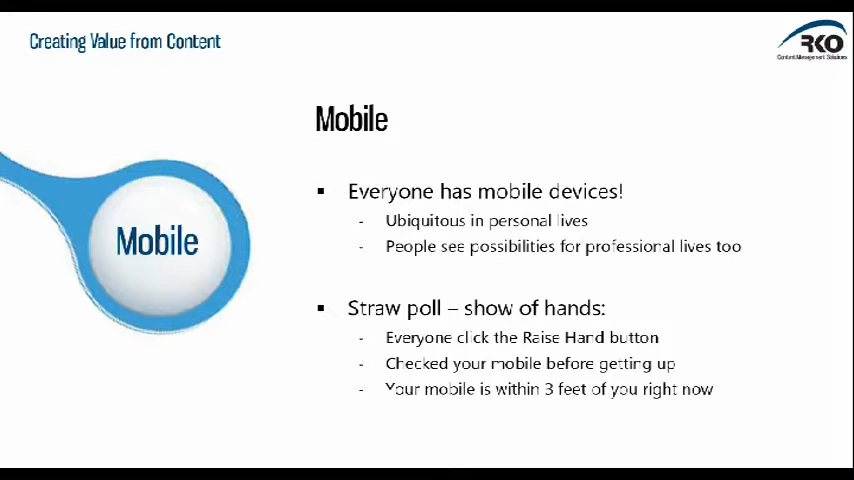 Creating Value from Content
RKO
Content Management Solutions
Mobile
Mobile
▪ Everyone has mobile devices!
- Ubiquitous in personal lives
- People see possibilities for professional lives too
▪ Straw poll – show of hands:
- Everyone click the Raise Hand button
- Checked your mobile before getting up
- Your mobile is within 3 feet of you right now